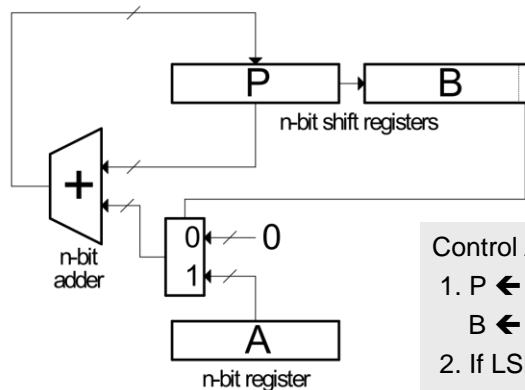 P
B
n-bit shift registers
+
n-bit
adder
0
0
1
A
n-bit register
Control
1. P ←
B ←
2. If LS